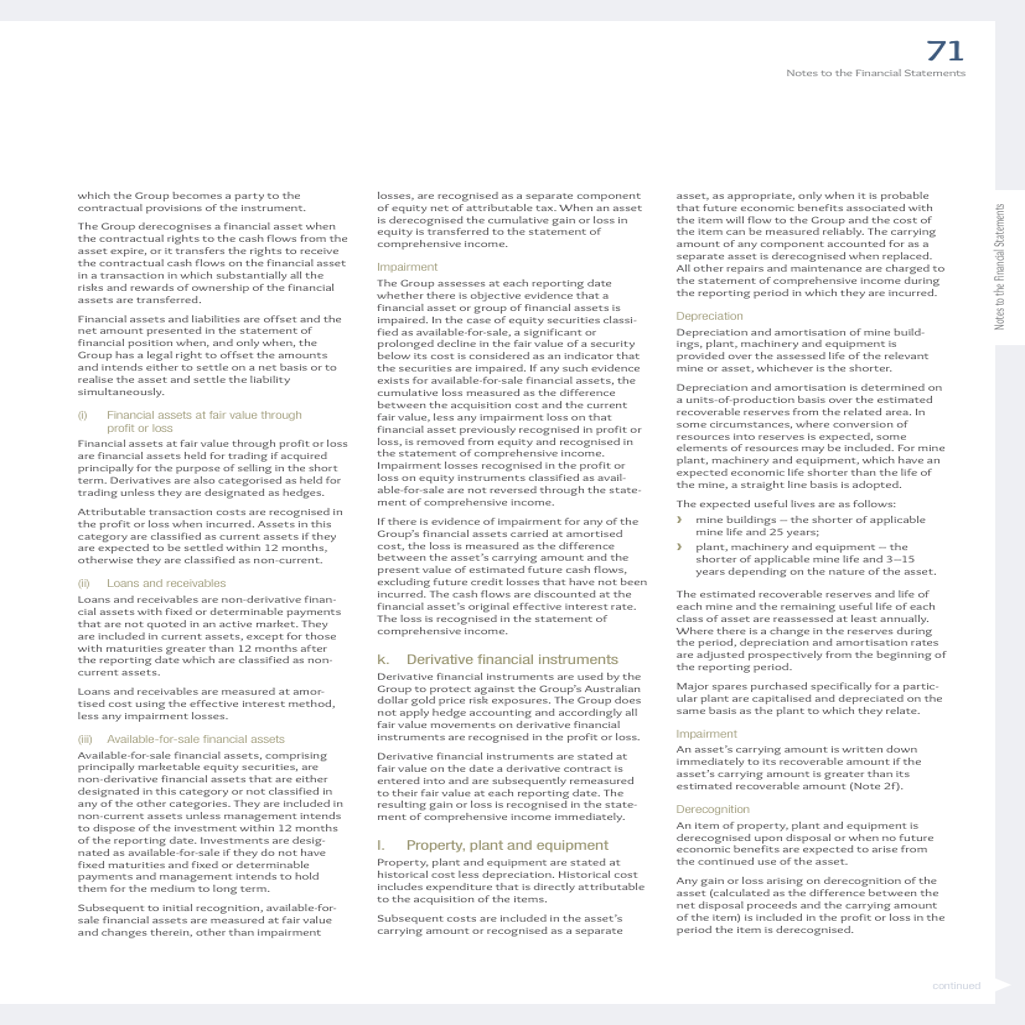 71
Notes to the Financial Statements
which the Group becomes a party to the
contractual provisions of the instrument.
The Group derecognises a financial asset when
the contractual rights to the cash flows from the
asset expire, or it transfers the rights to receive
the contractual cash flows on the financial asset
in a transaction in which substantially all the
risks and rewards of ownership of the financial
assets are transferred.
Financial assets and liabilities are offset and the
net amount presented in the statement of
financial position when, and only when, the
Group has a legal right to offset the amounts
and intends either to settle on a net basis or to
realise the asset and settle the liability
simultaneously.
(i) Financial assets at fair value through
profit or loss
Financial assets at fair value through profit or loss
are financial assets held for trading if acquired
principally for the purpose of selling in the short
term. Derivatives are also categorised as held for
trading unless they are designated as hedges.
Attributable transaction costs are recognised in
the profit or loss when incurred. Assets in this
category are classified as current assets if they
are expected to be settled within 12 months,
otherwise they are classified as non-current.
(ii) Loans and receivables
Loans and receivables are non-derivative finan-
cial assets with fixed or determinable payments
that are not quoted in an active market. They
are included in current assets, except for those
with maturities greater than 12 months after
the reporting date which are classified as non-
current assets.
Loans and receivables are measured at amor-
tised cost using the effective interest method,
less any impairment losses.
(iii) Available-for-sale financial assets
Available-for-sale financial assets, comprising
principally marketable equity securities, are
non-derivative financial assets that are either
designated in this category or not classified in
any of the other categories. They are included in
non-current assets unless management intends
to dispose of the investment within 12 months
of the reporting date. Investments are desig-
nated as available-for-sale if they do not have
fixed maturities and fixed or determinable
payments and management intends to hold
them for the medium to long term.
Subsequent to initial recognition, available-for-
sale financial assets are measured at fair value
and changes therein, other than impairment
losses, are recognised as a separate component
of equity net of attributable tax. When an asset
is derecognised the cumulative gain or loss in
equity is transferred to the statement of
comprehensive income.
Impairment
The Group assesses at each reporting date
whether there is objective evidence that a
financial asset or group of financial assets is
impaired. In the case of equity securities classi-
fied as available-for-sale, a significant or
prolonged decline in the fair value of a security
below its cost is considered as an indicator that
the securities are impaired. If any such evidence
exists for available-for-sale financial assets, the
cumulative loss measured as the difference
between the acquisition cost and the current
fair value, less any impairment loss on that
financial asset previously recognised in profit or
loss, is removed from equity and recognised in
the statement of comprehensive income.
Impairment losses recognised in the profit or
loss on equity instruments classified as avail-
able-for-sale are not reversed through the state-
ment of comprehensive income.
If there is evidence of impairment for any of the
Group's financial assets carried at amortised
cost, the loss is measured as the difference
between the asset's carrying amount and the
present value of estimated future cash flows,
excluding future credit losses that have not been
incurred. The cash flows are discounted at the
financial asset's original effective interest rate.
The loss is recognised in the statement of
comprehensive income.
k. Derivative financial instruments
Derivative financial instruments are used by the
Group to protect against the Group's Australian
dollar gold price risk exposures. The Group does
not apply hedge accounting and accordingly all
fair value movements on derivative financial
instruments are recognised in the profit or loss.
Derivative financial instruments are stated at
fair value on the date a derivative contract is
entered into and are subsequently remeasured
to their fair value at each reporting date. The
resulting gain or loss is recognised in the state-
ment of comprehensive income immediately.
l. Property, plant and equipment
Property, plant and equipment are stated at
historical cost less depreciation. Historical cost
includes expenditure that is directly attributable
to the acquisition of the items.
Subsequent costs are included in the asset's
carrying amount or recognised as a separate
asset, as appropriate, only when it is probable
that future economic benefits associated with
the item will flow to the Group and the cost of
the item can be measured reliably. The carrying
amount of any component accounted for as a
separate asset is derecognised when replaced.
All other repairs and maintenance are charged to
the statement of comprehensive income during
the reporting period in which they are incurred.
Depreciation
Depreciation and amortisation of mine build-
ings, plant, machinery and equipment is
provided over the assessed life of the relevant
mine or asset, whichever is the shorter.
Depreciation and amortisation is determined on
a units-of-production basis over the estimated
recoverable reserves from the related area. In
some circumstances, where conversion of
resources into reserves is expected, some
elements of resources may be included. For mine
plant, machinery and equipment, which have an
expected economic life shorter than the life of
the mine, a straight line basis is adopted.
The expected useful lives are as follows:
› mine buildings – the shorter of applicable
mine life and 25 years;
› plant, machinery and equipment – the
shorter of applicable mine life and 3–15
years depending on the nature of the asset.
The estimated recoverable reserves and life of
each mine and the remaining useful life of each
class of asset are reassessed at least annually.
Where there is a change in the reserves during
the period, depreciation and amortisation rates
are adjusted prospectively from the beginning of
the reporting period.
Major spares purchased specifically for a partic-
ular plant are capitalised and depreciated on the
same basis as the plant to which they relate.
Impairment
An asset's carrying amount is written down
immediately to its recoverable amount if the
asset's carrying amount is greater than its
estimated recoverable amount (Note 2f).
Derecognition
An item of property, plant and equipment is
derecognised upon disposal or when no future
economic benefits are expected to arise from
the continued use of the asset.
Any gain or loss arising on derecognition of the
asset (calculated as the difference between the
net disposal proceeds and the carrying amount
of the item) is included in the profit or loss in the
period the item is derecognised.
Notes to the Financial Statements
continued